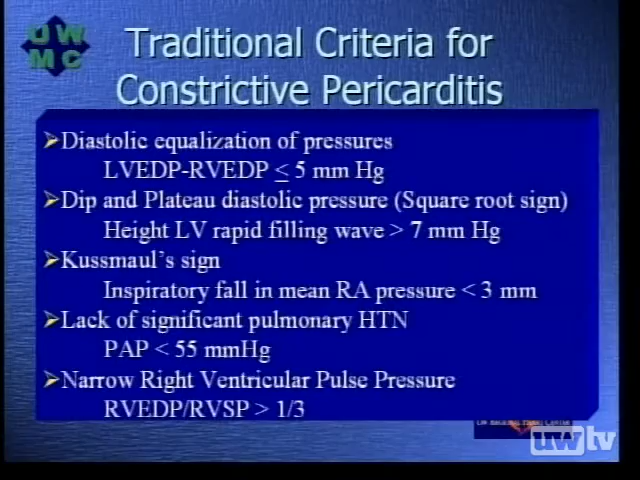 UW
MC
Traditional Criteria for
Constrictive Pericarditis
Diastolic equalization of pressures
LVEDP-RVEDP ≤ 5 mm Hg
Dip and Plateau diastolic pressure (Square root sign)
Height LV rapid filling wave > 7 mm Hg
Kussmaul's sign
Inspiratory fall in mean RA pressure < 3 mm
Lack of significant pulmonary HTN
PAP < 55 mmHg
Narrow Right Ventricular Pulse Pressure
RVEDP/RVSP > 1/3
uwtv